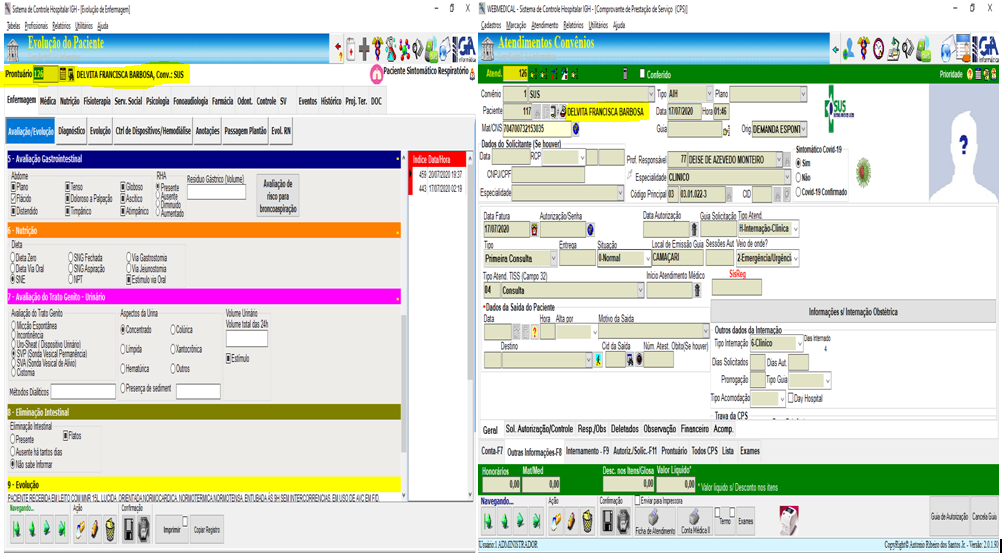 Sistema de Controle Hospitalar IGH - [Evolução de Enfermagem]
Tabelas Profissionais Relatórios Utilitários Ajuda
Evolução do Paciente
Prontuário 126 DELVITA FRANCISCA BARBOSA, Conv.: SUS
Paciente Sintomático Respiratório
Enfermagem Médica Nutrição Fisioterapia Serv. Social Psicologia Fonoaudiologia Farmácia Odont. Controle SV Eventos Histórico Proj. Ter. DOC
Avaliação/Evolução Diagnóstico Evolução Ctrl de Dispositivos/Hemodiálise Anotações Passagem Plantão Evol. RN
5 - Avaliação Gastrointestinal
Abdome
Plano Tenso Globoso
Flácido Doloroso a Palpação Ascítico
Distendido Timpânico Atimpânico
RHA
Presente
Ausente
Diminuído
Aumentado
Resíduo Gástrico (Volume)
Avaliação de
risco para
broncoaspiração
6 - Nutrição
Dieta
Dieta Zero SNG Fechada Via Gastrostomia
Dieta Via Oral SNG Aspiração Via Jejunostomia
SNE NPT Estímulo via Oral
7 - Avaliação do Trato Genito - Urinário
Avaliação do Trato Genito
Micção Espontânea
Incontinência
Uri-Sheat ( Dispositivo Urinário)
SVP (Sonda Vesical Permanência)
SVA (Sonda Vesical de Alívio)
Cistomia
Métodos Dialíticos
Aspectos da Urina
Concentrado Colúrica
Límpida Xantocrônica
Hematúrica Outros
Presença de sediment
Volume Urinário
Volume total das 24h
Estímulo
8 - Eliminação Intestinal
Eliminação Intestinal
Presente Flatos
Ausente há tantos dias
Não sabe Informar
9 - Evolução
PACIENTE RECEBIDA EM LEITO, COM MNR 15L, LUCIDA, ORIENTADA,NORMOCARDICA, NORMOTERMICA,NORMOTENSA, ENTUBADA ÀS 9H SEM INTERCORRENCIAS, EM USO DE AVC EM FID,
Indice Data/Hora
459 20/07/2020 19:37
443 17/07/2020 02:19
Navegando... Ação Confirmação
Imprimir Copiar Registro
WEBMEDICAL - Sistema de Controle Hospitalar IGH - [Comprovante de Prestação de Serviço (CPS)]
Cadastros Marcação Atendimento Relatórios Utilitários Ajuda
Atendimentos Convênios
Atend. 126 Conferido Prioridade
Convênio 1 SUS Tipo AIH Plano
Paciente 117 DELVITA FRANCISCA BARBOSA Data 17/07/2020 Hora 01:46
Mat/CNS 704700732153035 Guia Orig DEMANDA ESPONT
SUS
Dados do Solicitante (Se houver)
Data RCP
CNPJ/CPF
Especialidade
Prof. Responsável 77 DEISE DE AZEVEDO MONTEIRO
Especialidade CLINICO
Código Principal 03 03.01.022-3 CID
Sintomático Covid-19
Sim
Não
Covid-19 Confirmado
Data Fatura Autorização/Senha Data Autorização Guia Solicitação Tipo Atend.
17/07/2020 H-Internação-Clínica
Tipo Entrega Situação Local de Emissão Guia Sessões Aut Veio de onde?
Primeira Consulta 0-Normal CAMAÇARI 2-Emergência/Urgênci
Tipo Atend. TISS (Campo 32) Início Atendimento Médico SisReg
04 Consulta
*Dados da Saída do Paciente
Data Hora Alta por Motivo da Saída
Destino Cid da Saída Núm. Atest. Óbito(Se houver)
Informações s/ Internação Obstétrica
Outros dados da Internação
Tipo Internação 6-Clínico Dias Internado
4
Dias Solicitados Dias Aut
Prorrogação Tipo Guia
Tipo Acomodação Day Hospital
Trava da CPS
Geral Sol. Autorização/Controle Resp./Obs Deletados Observação Financeiro Acomp.
Conta-F7 Outras Informações-F8 Internamento - F9 Autoriz./Solic.-F11 Prontuário Todos CPS Lista Exames
Honorários Mat/Med Desc. nos Itens/Glosa Valor Líquido*
0,00 0,00 0,00 0,00 * Valor líquido s/ Desconto nos itens
Navegando... Ação Confirmação Enviar para Impressora
Ficha de Atendimento Conta Médica II Termo Exames Guia de Autorização Cancela Guia
Usuário:1 ADMINISTRADOR CopyRight© Antonio Ribeiro dos Santos Jr. - Versão: 2.0.1.90